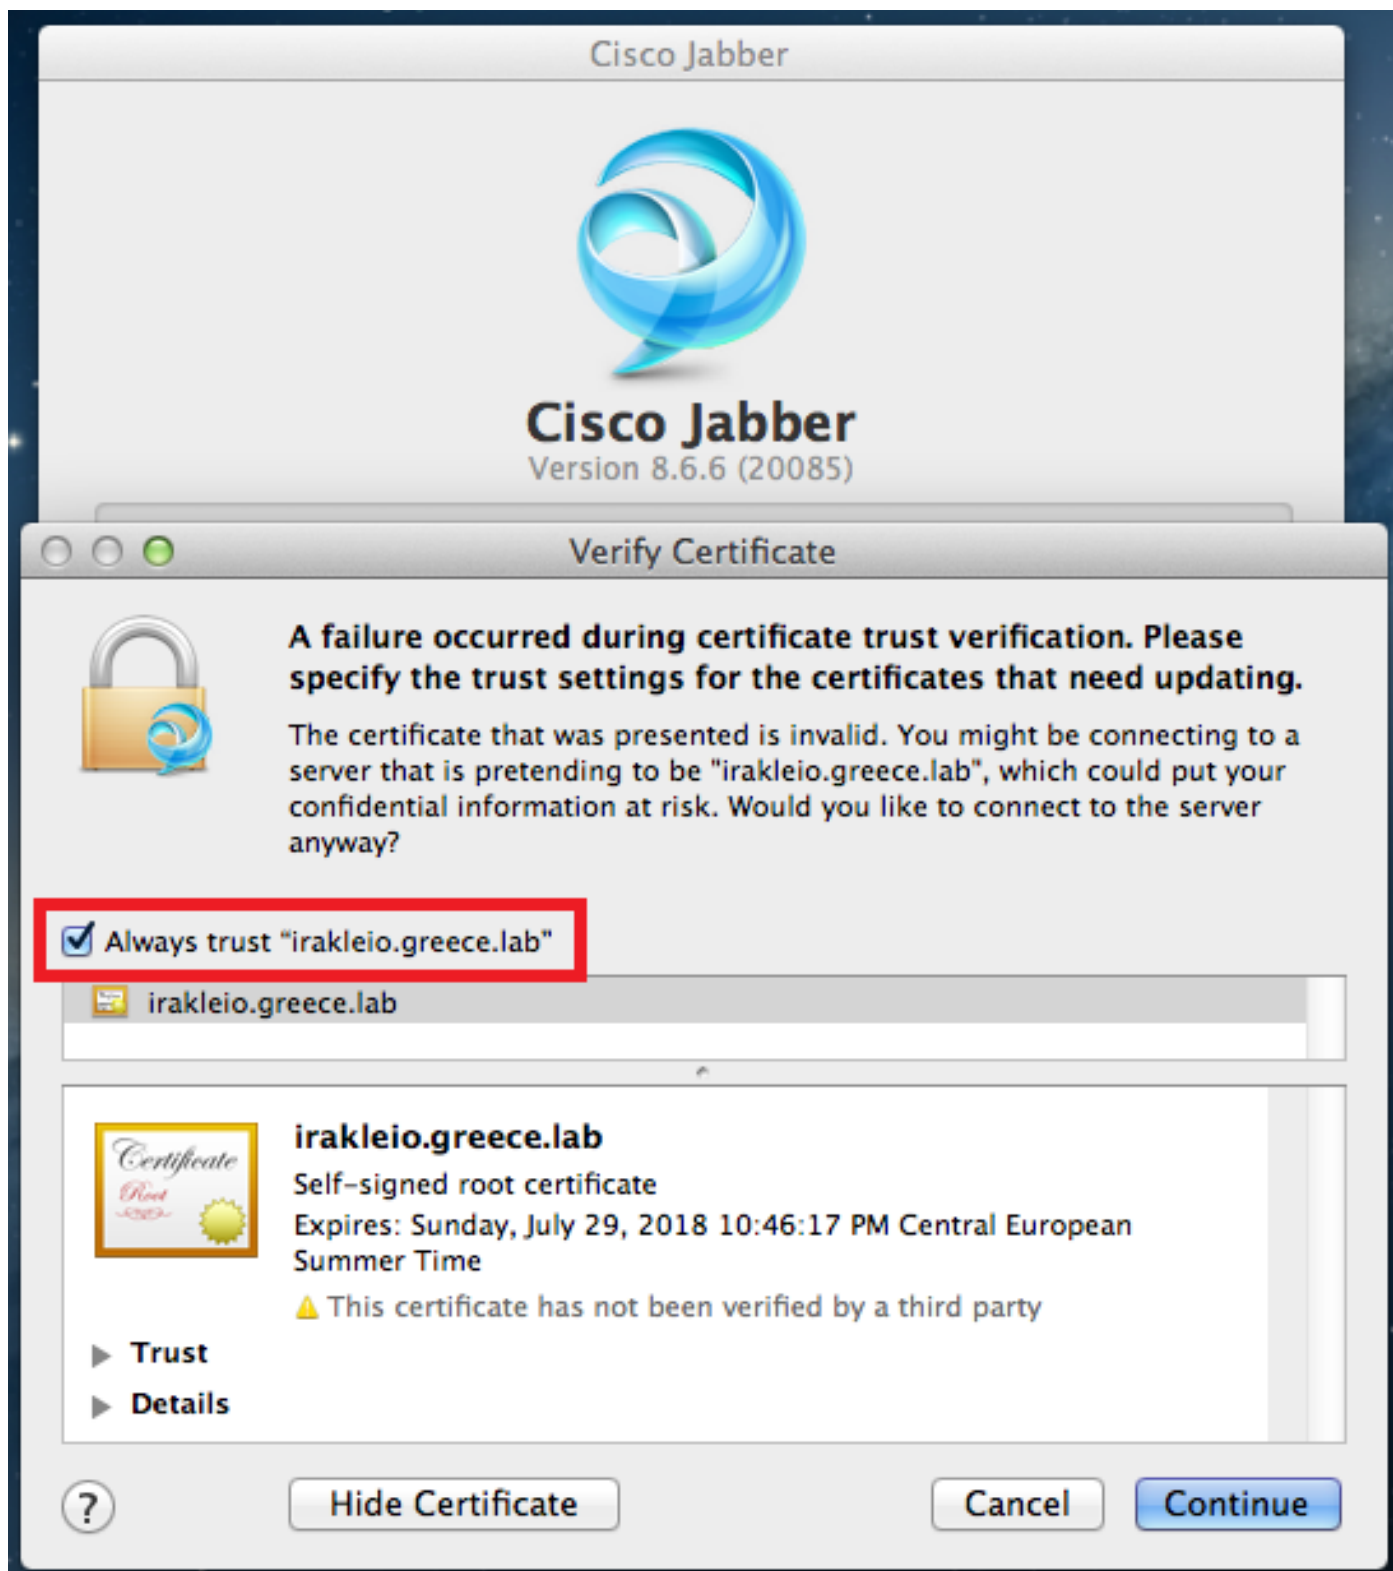 Cisco Jabber
Cisco Jabber
Version 8.6.6 (20085)
Verify Certificate
A failure occurred during certificate trust verification. Please
specify the trust settings for the certificates that need updating.
The certificate that was presented is invalid. You might be connecting to a
server that is pretending to be "irakleio.greece.lab", which could put your
confidential information at risk. Would you like to connect to the server
anyway?
Always trust “irakleio.greece.lab”
irakleio.greece.lab
Certificate
Root
irakleio.greece.lab
Self-signed root certificate
Expires: Sunday, July 29, 2018 10:46:17 PM Central European
Summer Time
This certificate has not been verified by a third party
Trust
Details
?
Hide Certificate
Cancel
Continue